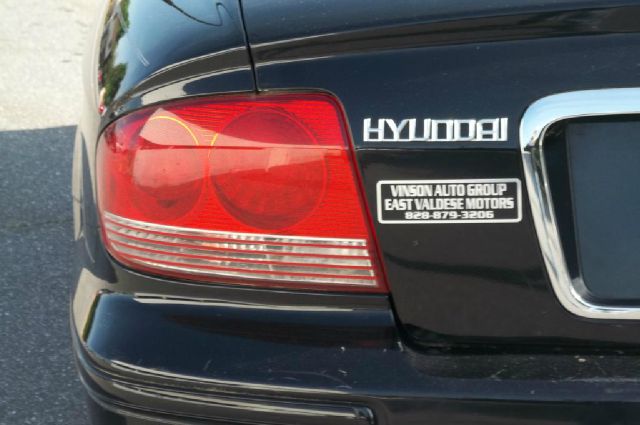 HYUNDAI
VINSON AUTO GROUP
EAST VALDESE MOTORS
828-879-3206